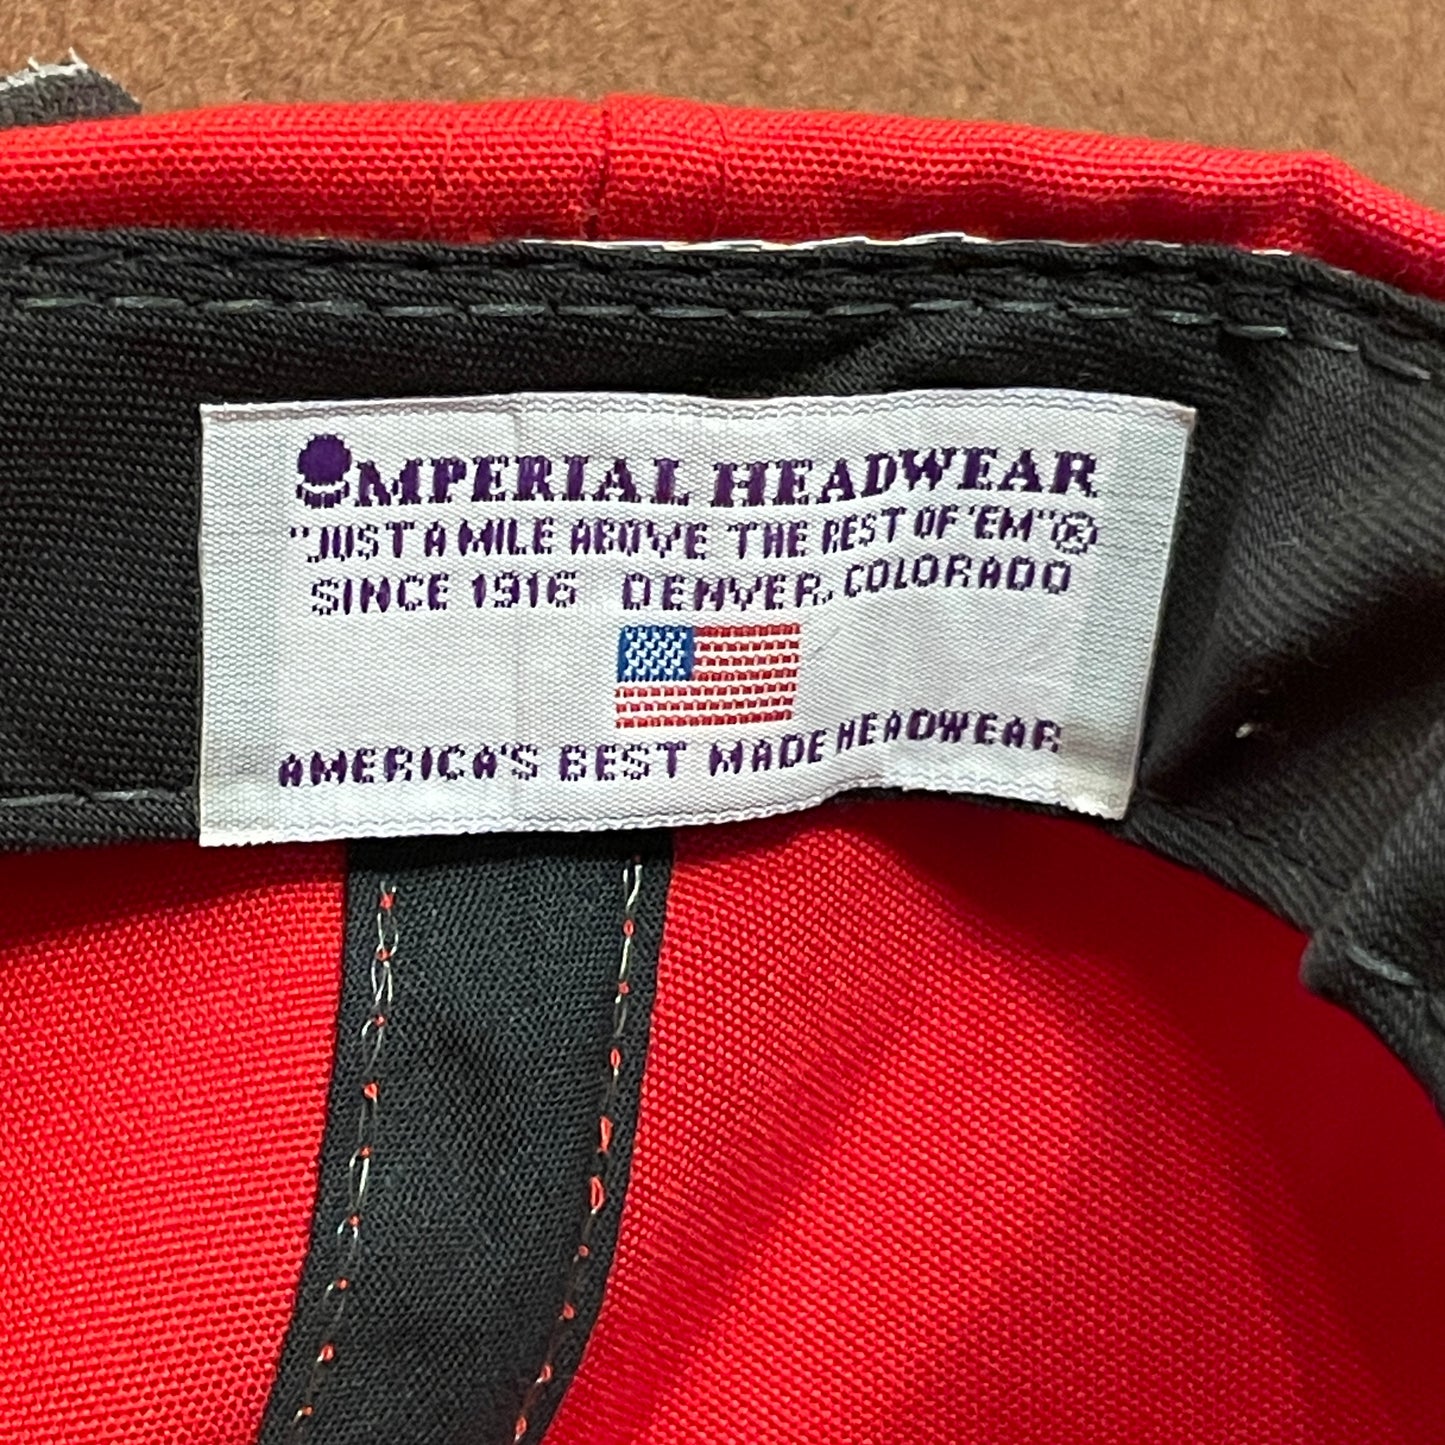 IMPERIAL HEADWEAR
"JUST A MILE ABOVE THE REST OF 'EM"®
SINCE 1916 DENVER, COLORADO
AMERICA'S BEST MADE HEADWEAR